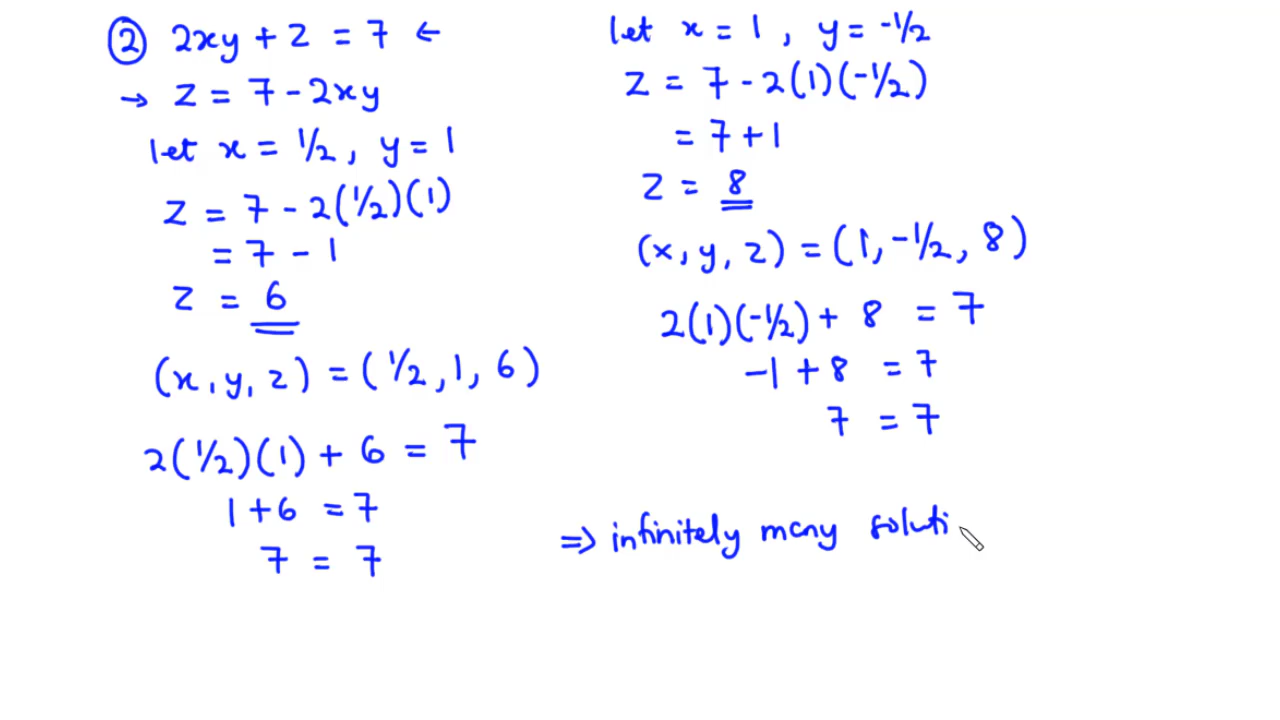 ② 2xy + z = 7 ←
→ z = 7 - 2xy
let x = 1/2, y = 1
z = 7 - 2(1/2)(1)
= 7 - 1
z = 6
(x, y, z) = (1/2, 1, 6)
2(1/2)(1) + 6 = 7
1 + 6 = 7
7 = 7
let x = 1, y = -1/2
z = 7 - 2(1)(-1/2)
= 7 + 1
z = 8
(x, y, z) = (1, -1/2, 8)
2(1)(-1/2) + 8 = 7
-1 + 8 = 7
7 = 7
⇒ infinitely many soluti